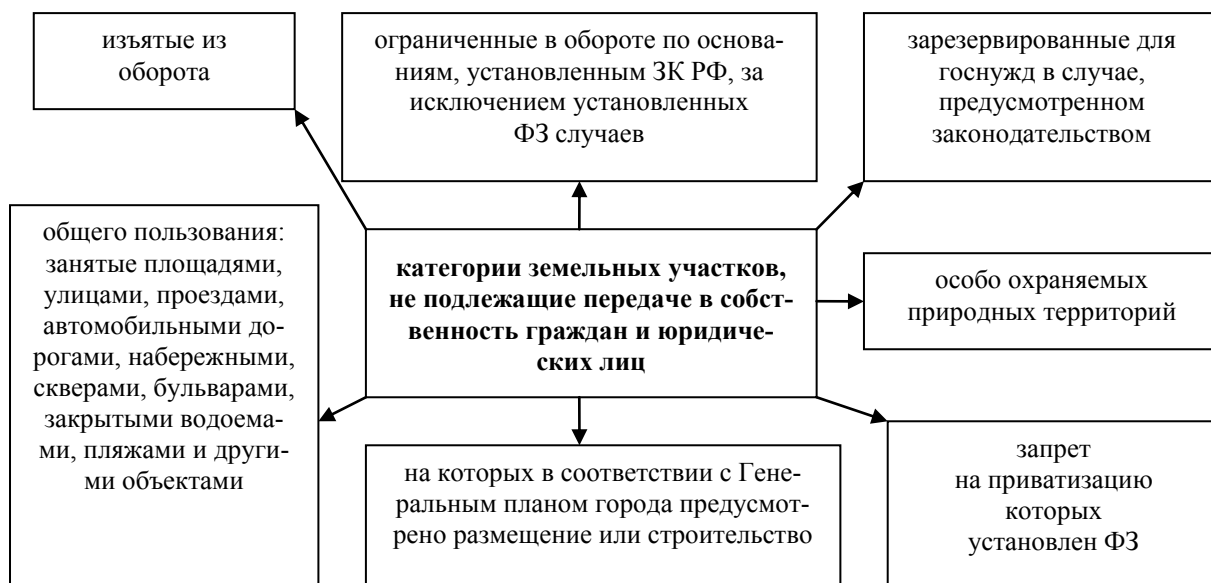 изъятые из
оборота
ограниченные в обороте по основа-
ниям, установленным ЗК РФ, за
исключением установленных
ФЗ случаев
зарезервированные для
госнужд в случае,
предусмотренном
законодательством
общего пользования:
занятые площадями,
улицами, проездами,
автомобильными до-
рогами, набережными,
скверами, бульварами,
закрытыми водоема-
ми, пляжами и други-
ми объектами
категории земельных участков,
не подлежащие передаче в собст-
венность граждан и юридиче-
ских лиц
особо охраняемых
природных территорий
на которых в соответствии с Гене-
ральным планом города предусмот-
рено размещение или строительство
запрет
на приватизацию
которых
установлен ФЗ